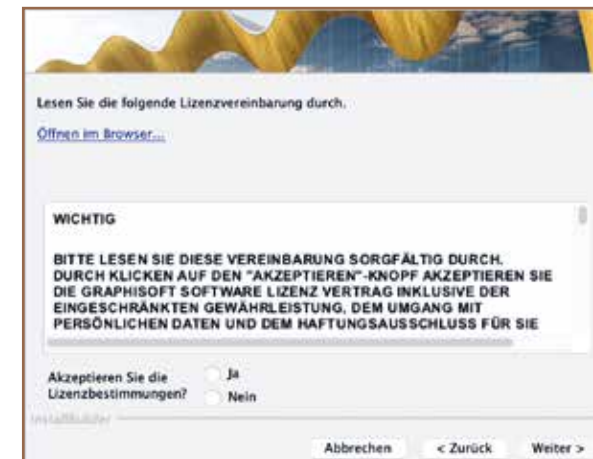 Lesen Sie die folgende Lizenzvereinbarung durch.
Öffnen im Browser...
WICHTIG
BITTE LESEN SIE DIESE VEREINBARUNG SORGFÄLTIG DURCH.
DURCH KLICKEN AUF DEN "AKZEPTIEREN"-KNOPF AKZEPTIEREN SIE
DIE GRAPHISOFT SOFTWARE LIZENZ VERTRAG INKLUSIVE DER
EINGESCHRÄNKTEN GEWÄHRLEISTUNG, DEM UMGANG MIT
PERSÖNLICHEN DATEN UND DEM HAFTUNGSAUSSCHLUSS FÜR SIE
Akzeptieren Sie die
Lizenzbestimmungen?
Ja
Nein
InstallBuilder
Abbrechen < Zurück Weiter >